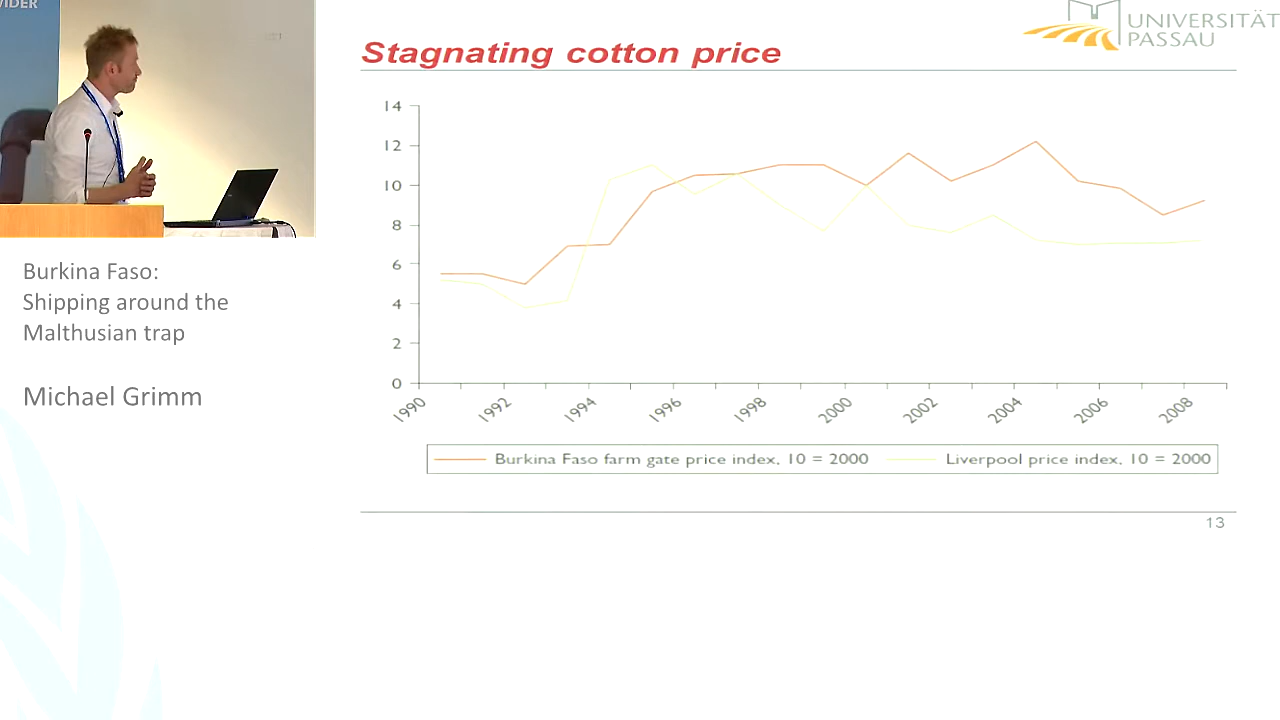 VIDER
UNIVERSITÄT
PASSAU
Stagnating cotton price
14
12
10
8
6
4
2
0
1990
1992
1994
1996
1998
2000
2002
2004
2006
2008
Burkina Faso farm gate price index, 10 = 2000
Liverpool price index, 10 = 2000
13
Burkina Faso:
Shipping around the
Malthusian trap
Michael Grimm